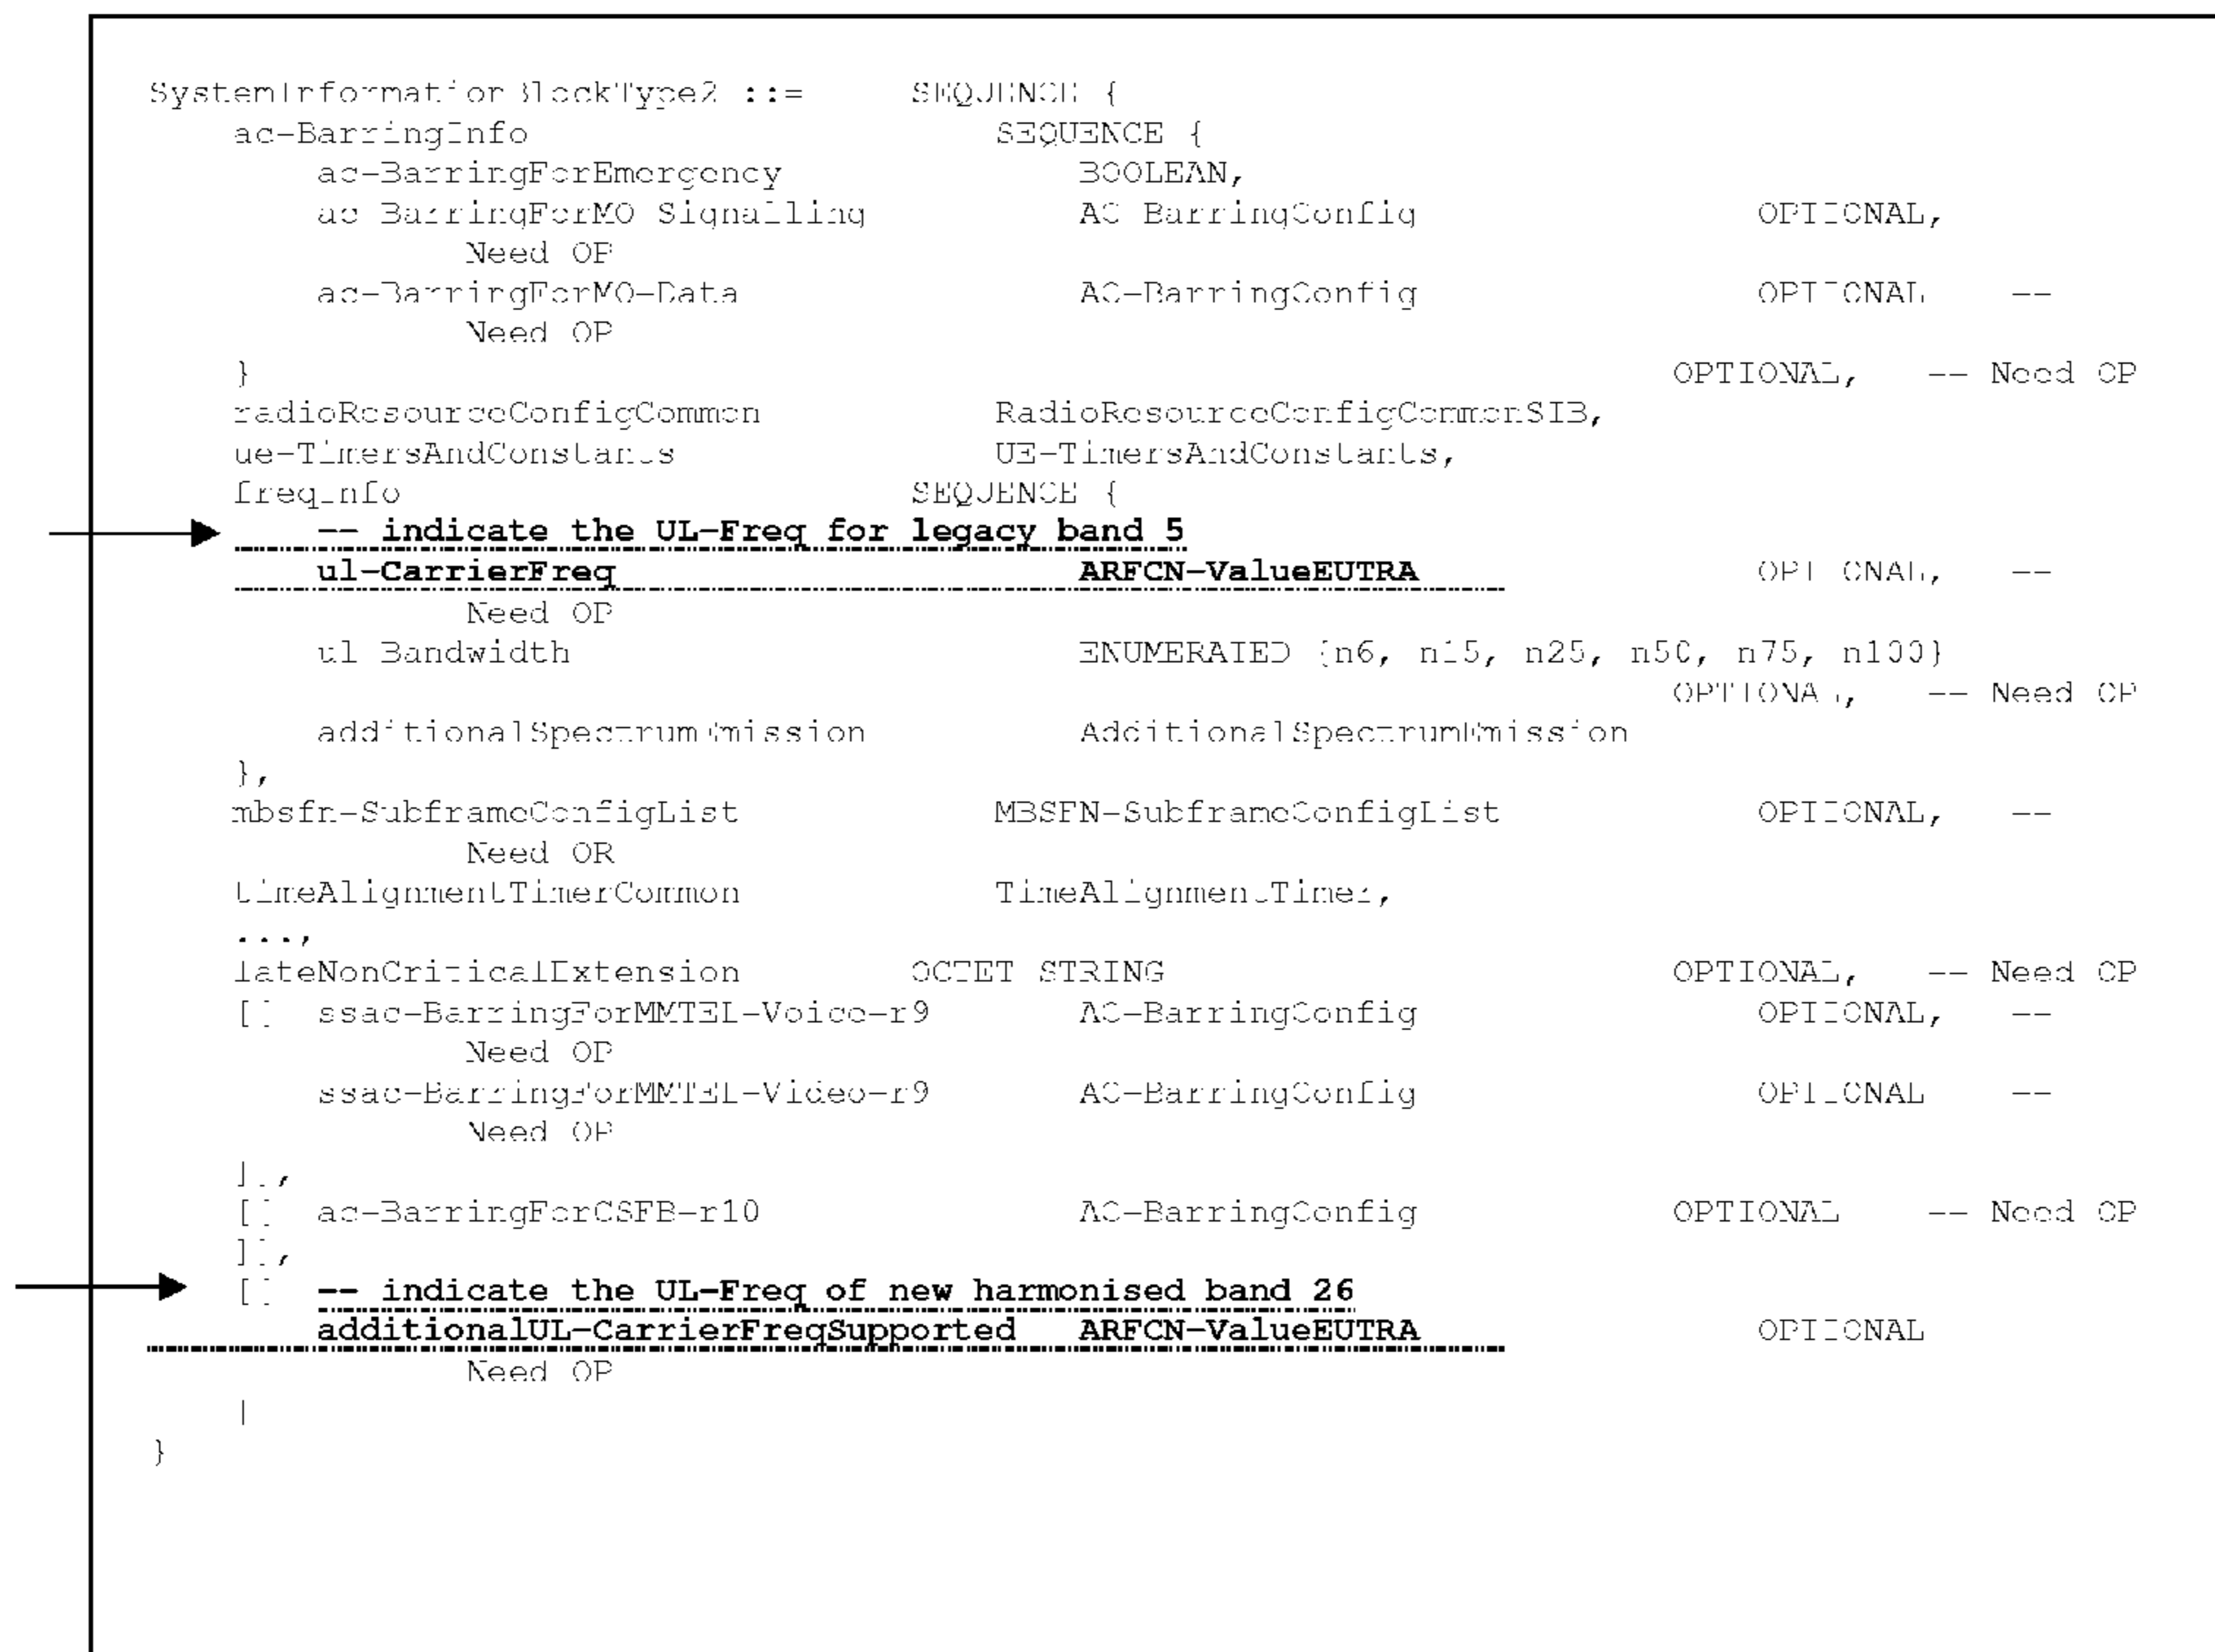 SystemInformationBlockType2 ::= SEQUENCE {
ac-BarringInfo SEQUENCE {
ac-BarringForEmergency BOOLEAN,
ac BarringForMO Signalling AC BarringConfig OPTIONAL,
Need OP
ac-BarringForMO-Data AC-BarringConfig OPTIONAL --
Need OP
} OPTIONAL, -- Need OP
radioResourceConfigCommon RadioResourceConfigCommonSIB,
ue-TimersAndConstants UE-TimersAndConstants,
freqInfo SEQUENCE {
-- indicate the UL-Freq for legacy band 5
ul-CarrierFreq ARFCN-ValueEUTRA OPTIONAL, --
Need OP
ul Bandwidth ENUMERATED {n6, n15, n25, n50, n75, n100}
OPTIONAL, -- Need OP
additionalSpectrumEmission AdditionalSpectrumEmission
},
mbsfn-SubframeConfigList MBSFN-SubframeConfigList OPTIONAL, --
Need OR
timeAlignmentTimerCommon TimeAlignmentTimer,
...,
lateNonCriticalExtension OCTET STRING OPTIONAL, -- Need OP
[[ ssac-BarringForMMTEL-Voice-r9 AC-BarringConfig OPTIONAL, --
Need OP
ssac-BarringForMMTEL-Video-r9 AC-BarringConfig OPTIONAL --
Need OP
]],
[[ ac-BarringForCSFB-r10 AC-BarringConfig OPTIONAL -- Need OP
]],
[[ -- indicate the UL-Freq of new harmonised band 26
additionalUL-CarrierFreqSupported ARFCN-ValueEUTRA OPTIONAL
Need OP
]
}